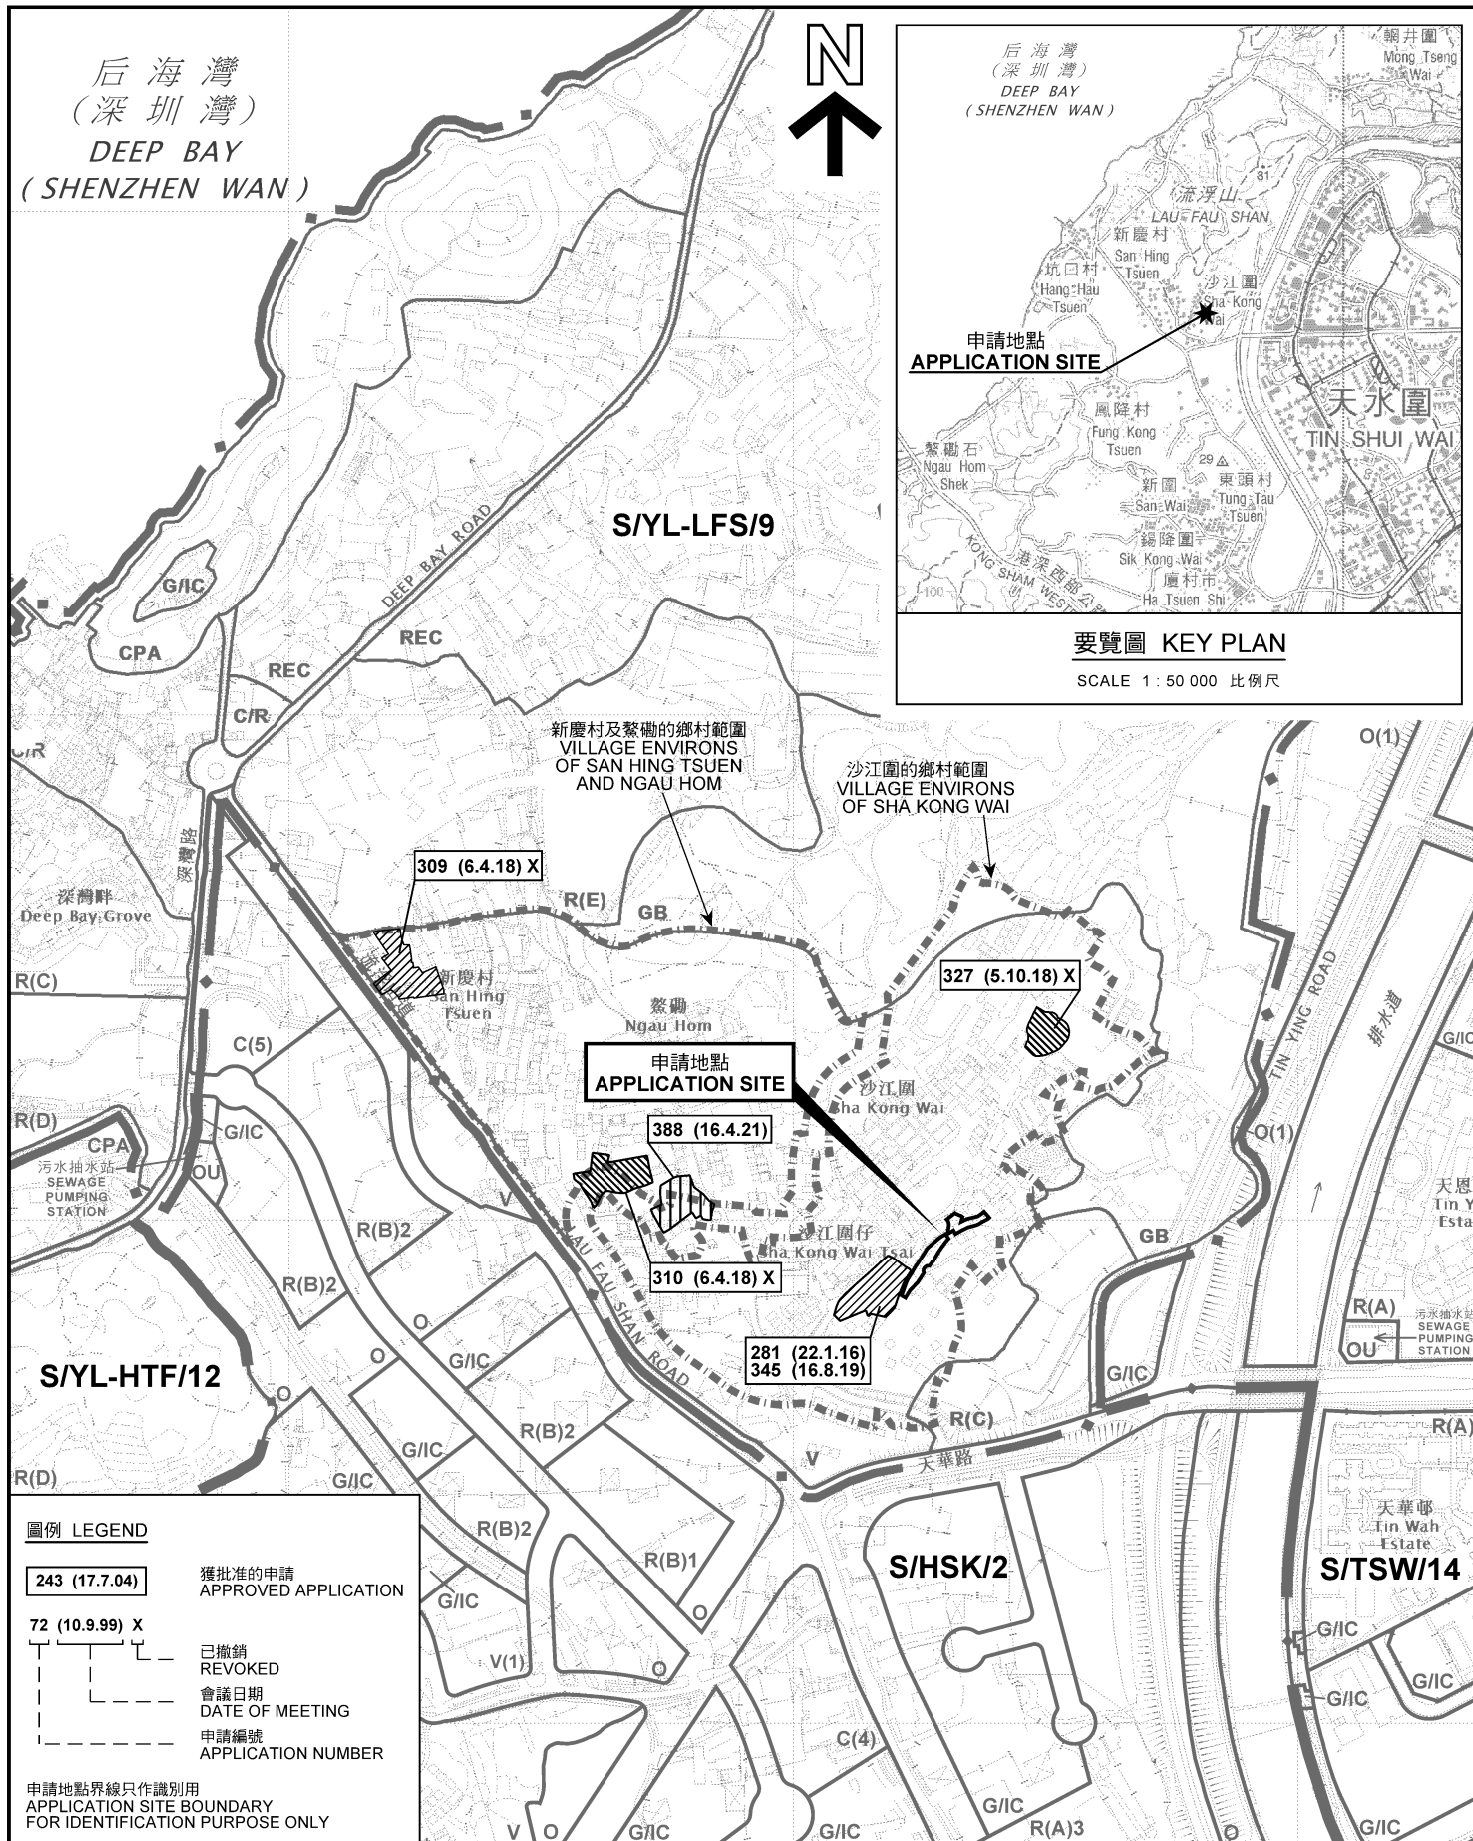 后海灣
(深圳灣)
DEEP BAY
(SHENZHEN WAN)
N
后海灣
(深圳灣)
DEEP BAY
(SHENZHEN WAN)
輞井圍
Mong Tseng
Wai
81
流浮山
LAU FAU SHAN
新慶村
San Hing
Tsuen
坑口村
Hang Hau
Tsuen
沙江圍
Sha Kong
Wai
申請地點
APPLICATION SITE
天水圍
TIN SHUI WAI
鳳降村
Fung Kong
Tsuen
鰲磡石
Ngau Hom
Shek
29
新圍
San Wai
東頭村
Tung Tau
Tsuen
錫降圍
Sik Kong Wai
廈村市
Ha Tsuen Shi
港深西部公路
KONG SHAM WESTE
100
要覽圖 KEY PLAN
SCALE 1 : 50 000 比例尺
S/YL-LFS/9
DEEP BAY ROAD
G/IC
CPA
REC
REC
C/R
C/R
新慶村及鰲磡的鄉村範圍
VILLAGE ENVIRONS
OF SAN HING TSUEN
AND NGAU HOM
沙江圍的鄉村範圍
VILLAGE ENVIRONS
OF SHA KONG WAI
O(1)
深灣路
309 (6.4.18) X
深灣畔
Deep Bay Grove
R(E)
GB
R(C)
新慶村
San Hing
Tsuen
鰲磡
Ngau Hom
327 (5.10.18) X
TIN YING ROAD
排水道
G/IC
C(5)
申請地點
APPLICATION SITE
沙江圍
Sha Kong Wai
R(D)
CPA
G/IC
388 (16.4.21)
O(1)
污水抽水站
SEWAGE
PUMPING
STATION
OU
V
R(B)2
沙江圍仔
Sha Kong Wai Tsai
GB
天恩
Tin Y
Esta
310 (6.4.18) X
R(B)2
LAU FAU SHAN ROAD
O
R(A)
污水抽水站
SEWAGE
PUMPING
STATION
OU
281 (22.1.16)
345 (16.8.19)
S/YL-HTF/12
O
G/IC
G/IC
O
R(C)
R(B)2
R(A)
G/IC
V
天華路
R(D)
G/IC
天華邨
Tin Wah
Estate
R(B)2
R(B)1
S/HSK/2
S/TSW/14
G/IC
O
G/IC
V(1)
O
G/IC
G/IC
C(4)
G/IC
R(A)3
V
O
G/IC
G/IC
O
G/IC
圖例 LEGEND
243 (17.7.04)
獲批准的申請
APPROVED APPLICATION
72 (10.9.99) X
已撤銷
REVOKED
會議日期
DATE OF MEETING
申請編號
APPLICATION NUMBER
申請地點界線只作識別用
APPLICATION SITE BOUNDARY
FOR IDENTIFICATION PURPOSE ONLY